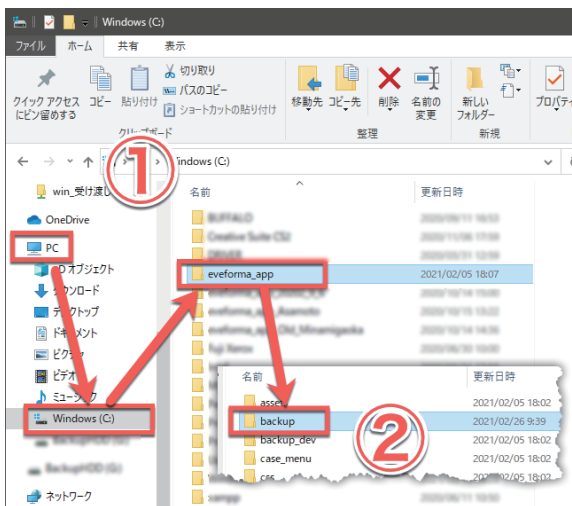 Windows (C:)
ファイル ホーム 共有 表示
クイック アクセスにピン留めする
コピー
貼り付け
切り取り
パスのコピー
ショートカットの貼り付け
移動先 コピー先 削除 名前の変更
新しいフォルダー
プロパティ
クリップボード 整理 新規
① Windows (C:)
win_受け渡し
OneDrive
PC
3D オブジェクト
ダウンロード
デスクトップ
ドキュメント
ピクチャ
ビデオ
ミュージック
Windows (C:)
ネットワーク
名前 更新日時
BUFFALO
Creative Suite CS2
DRIVER
eveforma_app 2021/02/05 18:07
Fuji Xerox
xampp
②
名前 更新日時
asset 2021/02/05 18:02
backup 2021/02/26 9:39
backup_dev 2021/02/05 18:02
case_menu 2021/02/05 18:02
css 2021/02/05 18:02